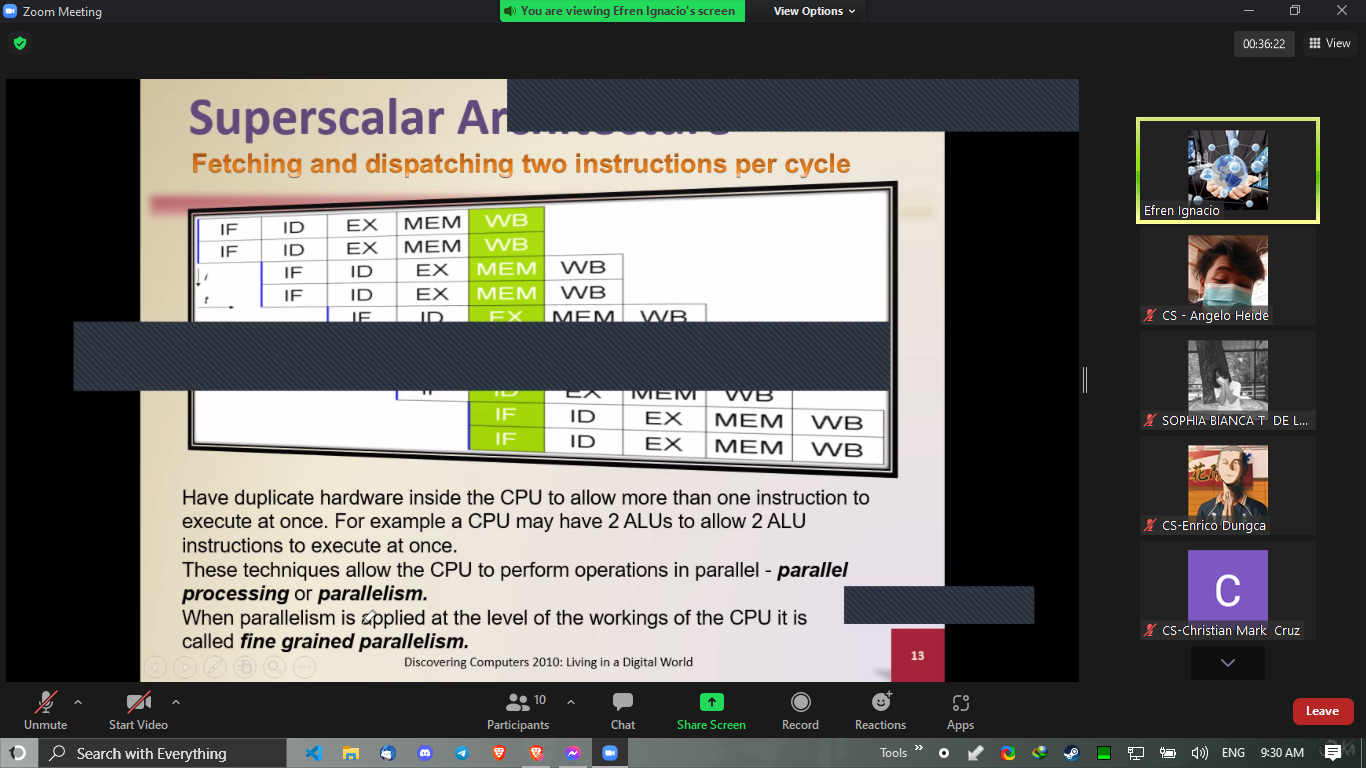 Zoom Meeting
You are viewing Efren Ignacio's screen
View Options
00:36:22
View
Superscalar Architecture
Fetching and dispatching two instructions per cycle
IF ID EX MEM WB
IF ID EX MEM WB
i IF ID EX MEM WB
t IF ID EX MEM WB
IF ID EX MEM WB
IF ID EX MEM WB
IF ID EX MEM WB
IF ID EX MEM WB
Have duplicate hardware inside the CPU to allow more than one instruction to
execute at once. For example a CPU may have 2 ALUs to allow 2 ALU
instructions to execute at once.
These techniques allow the CPU to perform operations in parallel - parallel
processing or parallelism.
When parallelism is applied at the level of the workings of the CPU it is
called fine grained parallelism.
Discovering Computers 2010: Living in a Digital World
13
Efren Ignacio
CS - Angelo Heide
SOPHIA BIANCA T DE L...
CS-Enrico Dungca
C
CS-Christian Mark Cruz
Unmute
Start Video
10
Participants
Chat
Share Screen
Record
Reactions
Apps
Leave
Search with Everything
Tools
ENG
9:30 AM